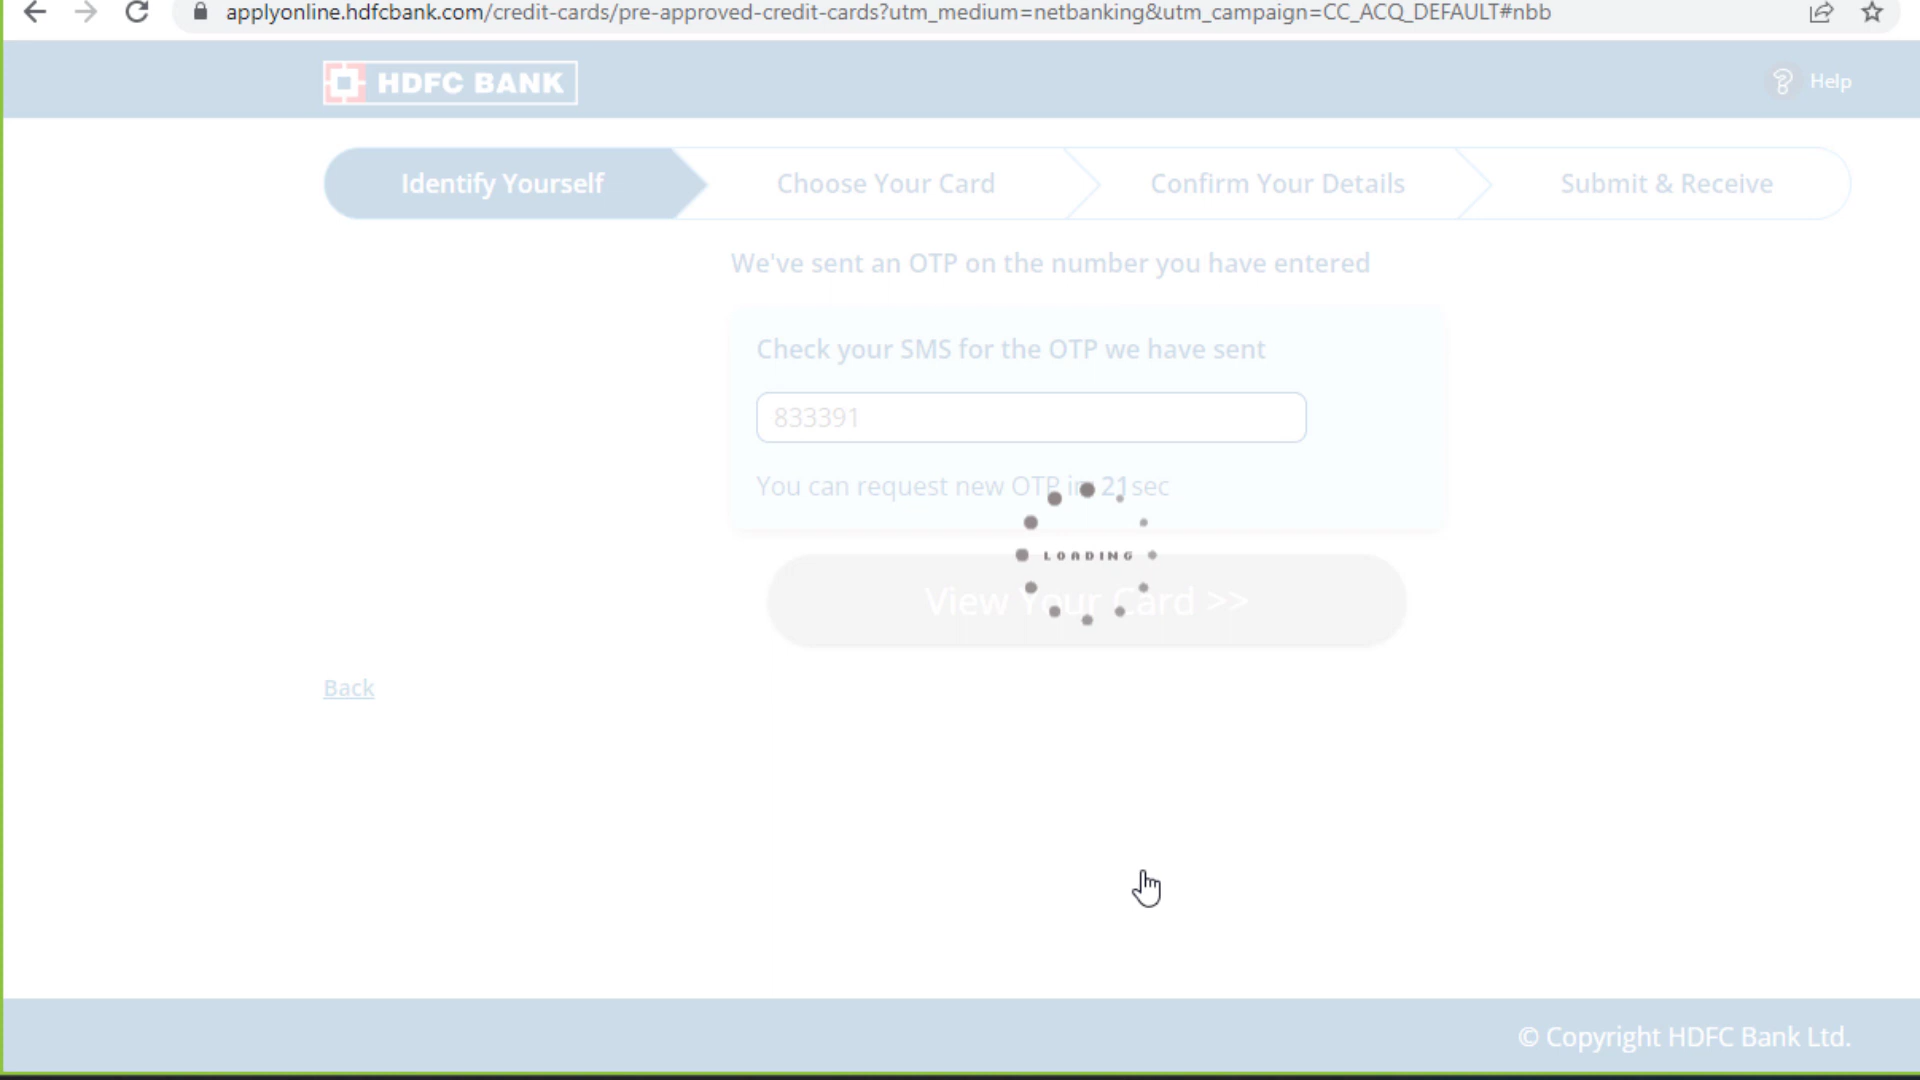 applyonline.hdfcbank.com/credit-cards/pre-approved-credit-cards?utm_medium=netbanking&utm_campaign=CC_ACQ_DEFAULT#nbb
HDFC BANK
Help
Identify Yourself
Choose Your Card
Confirm Your Details
Submit & Receive
We've sent an OTP on the number you have entered
Check your SMS for the OTP we have sent
833391
You can request new OTP in 21sec
LOADING
View Your Card >>
Back
© Copyright HDFC Bank Ltd.